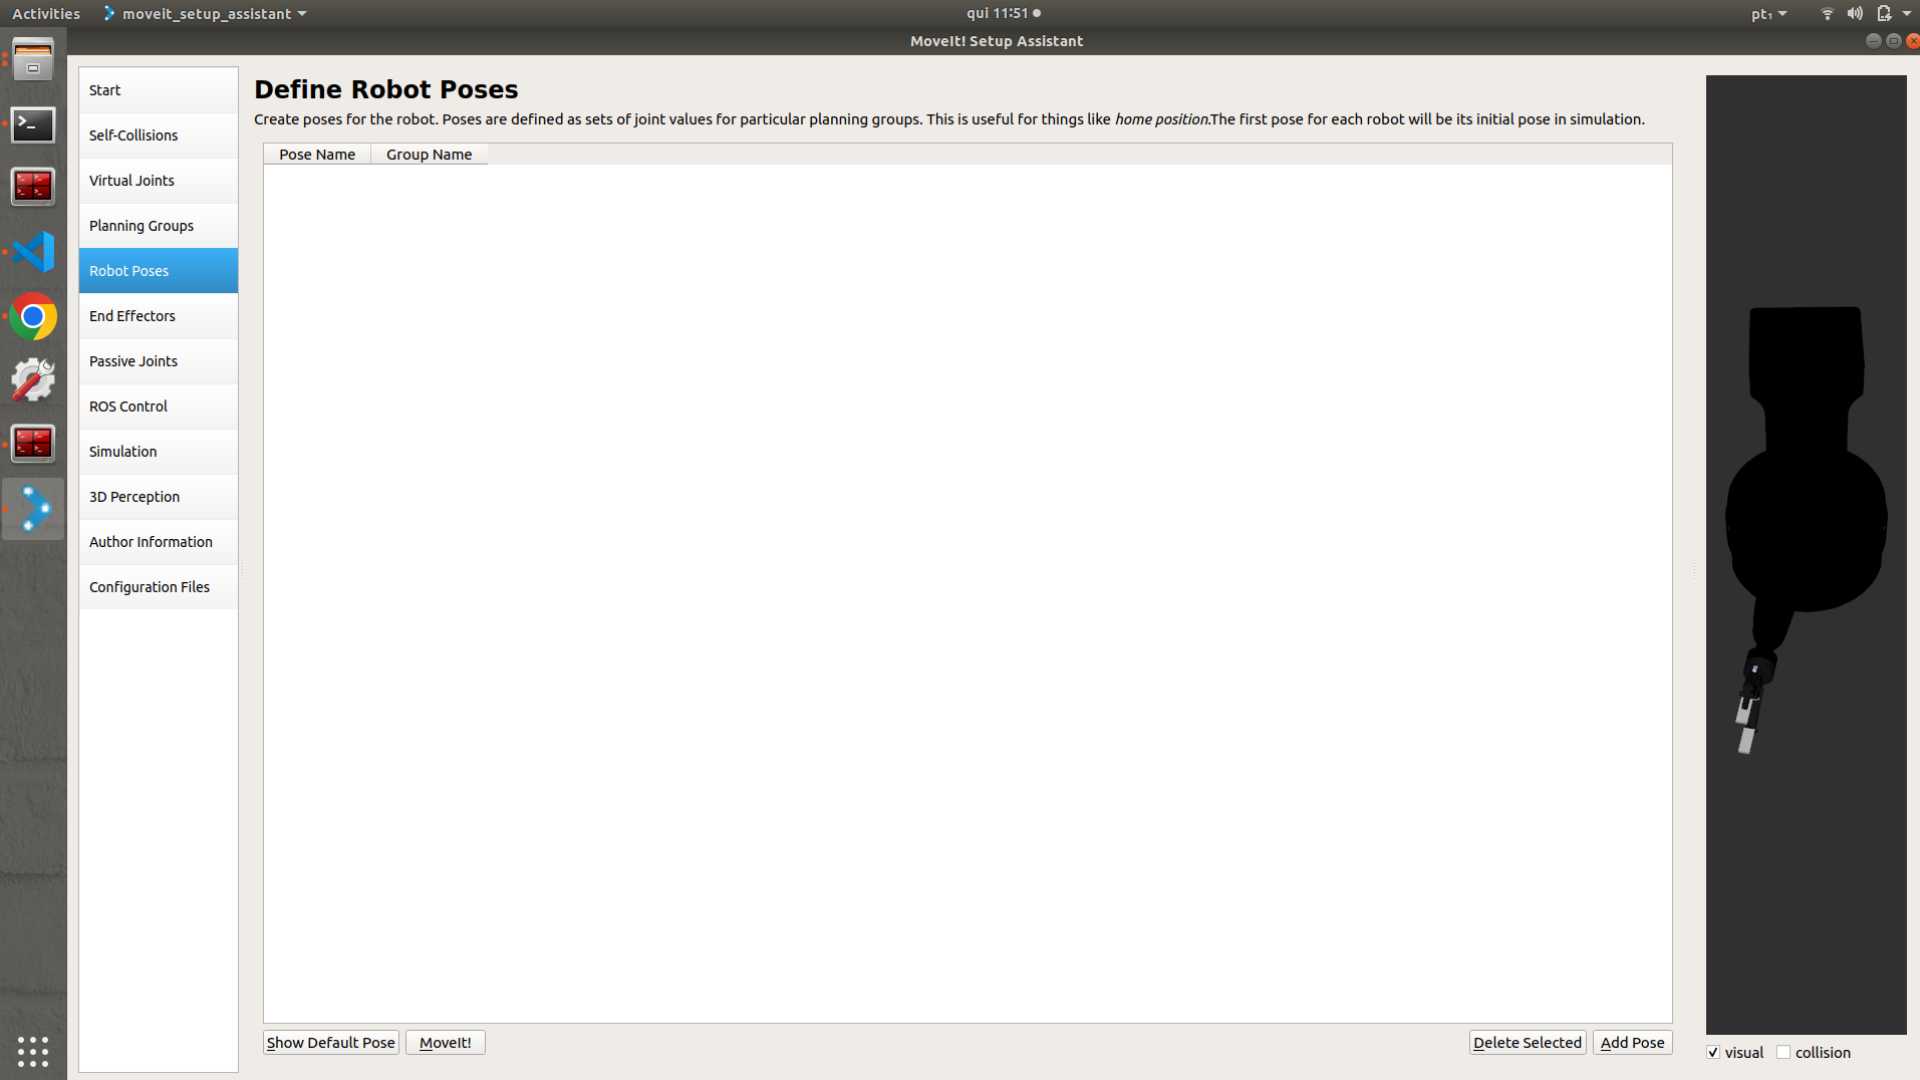 Activities
moveit_setup_assistant
qui 11:51
pt₁
MoveIt! Setup Assistant
Start
Self-Collisions
Virtual Joints
Planning Groups
Robot Poses
End Effectors
Passive Joints
ROS Control
Simulation
3D Perception
Author Information
Configuration Files
Define Robot Poses
Create poses for the robot. Poses are defined as sets of joint values for particular planning groups. This is useful for things like home position.The first pose for each robot will be its initial pose in simulation.
Pose Name Group Name
Show Default Pose MoveIt! Delete Selected Add Pose
visual collision